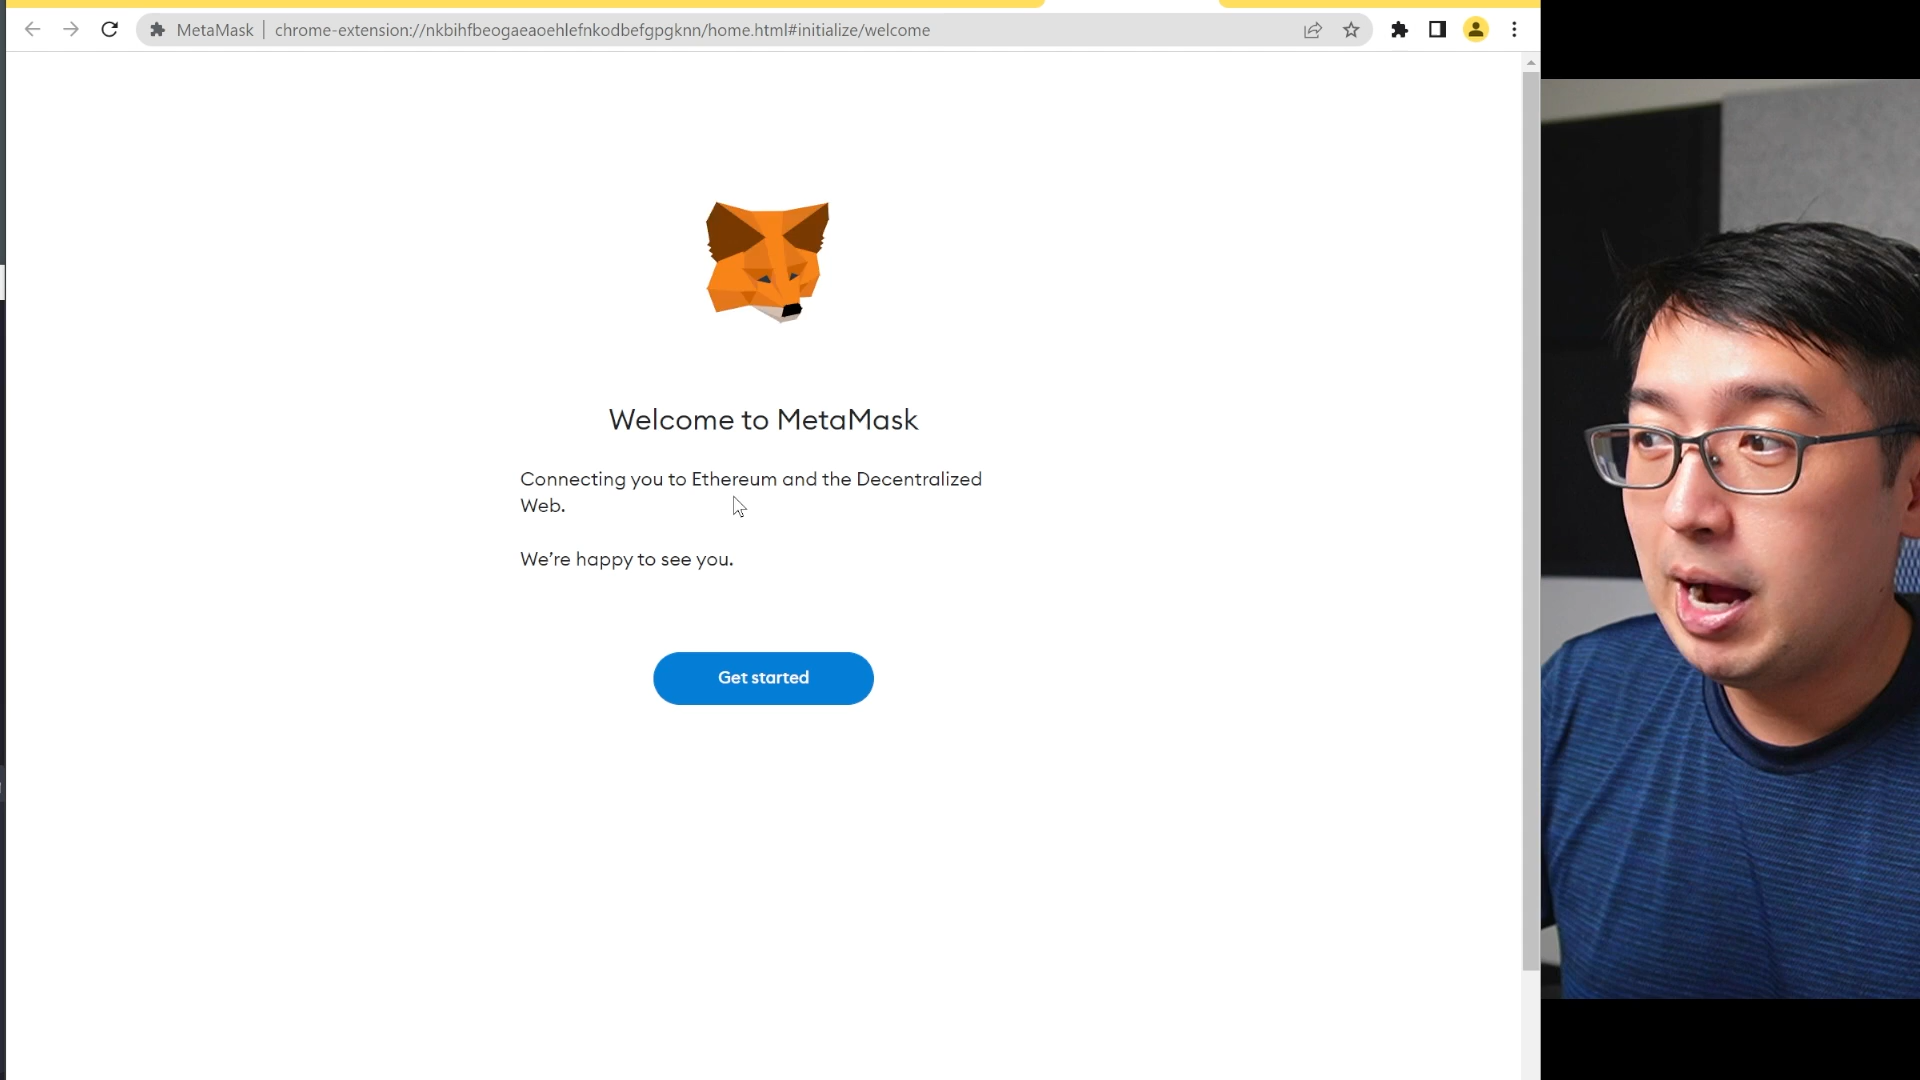 MetaMask | chrome-extension://nkbihfbeogaeaoehlefnkodbefgpgknn/home.html#initialize/welcome
Welcome to MetaMask
Connecting you to Ethereum and the Decentralized
Web.
We’re happy to see you.
Get started